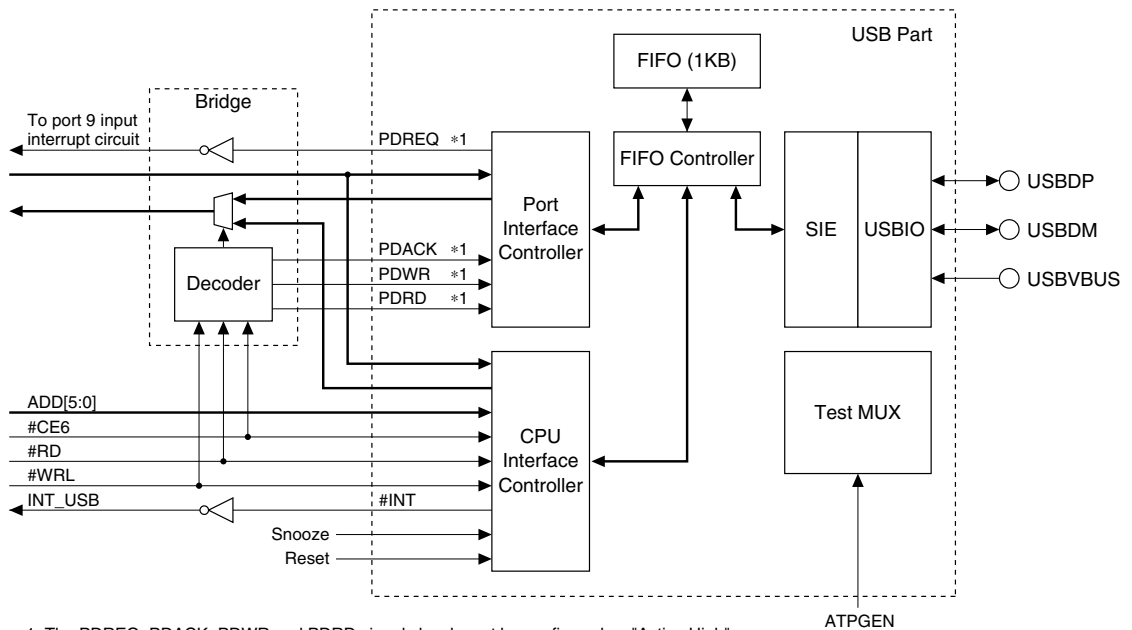 USB Part
FIFO (1KB)
Bridge
To port 9 input
interrupt circuit
PDREQ *1
FIFO Controller
USBDP
Port
Interface
Controller
SIE
USBIO
USBDM
PDACK *1
Decoder
PDWR *1
USBVBUS
PDRD *1
ADD[5:0]
Test MUX
#CE6
CPU
Interface
Controller
#RD
#WRL
INT_USB
#INT
Snooze
Reset
ATPGEN